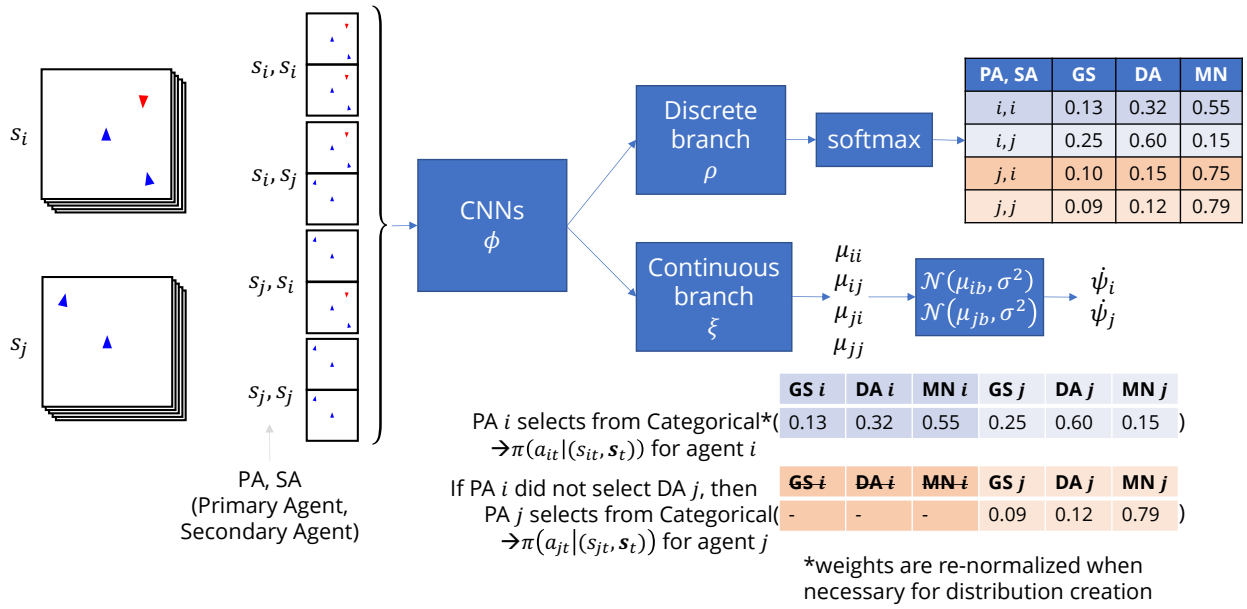 s_i
s_j
s_i, s_i
s_i, s_j
s_j, s_i
s_j, s_j
PA, SA
(Primary Agent,
Secondary Agent)
CNNs
ϕ
Discrete
branch
ρ
softmax
Continuous
branch
ξ
μ_ii
μ_ij
μ_ji
μ_jj
𝒩(μ_ib, σ²)
𝒩(μ_jb, σ²)
ψ̇_i
ψ̇_j
PA, SA GS DA MN
i, i 0.13 0.32 0.55
i, j 0.25 0.60 0.15
j, i 0.10 0.15 0.75
j, j 0.09 0.12 0.79
GS i DA i MN i GS j DA j MN j
PA i selects from Categorical*( 0.13 0.32 0.55 0.25 0.60 0.15 )
→π(a_it|(s_it, s_t)) for agent i
GS i DA i MN i GS j DA j MN j
If PA i did not select DA j, then
PA j selects from Categorical( - - - 0.09 0.12 0.79 )
→π(a_jt|(s_jt, s_t)) for agent j
*weights are re-normalized when
necessary for distribution creation